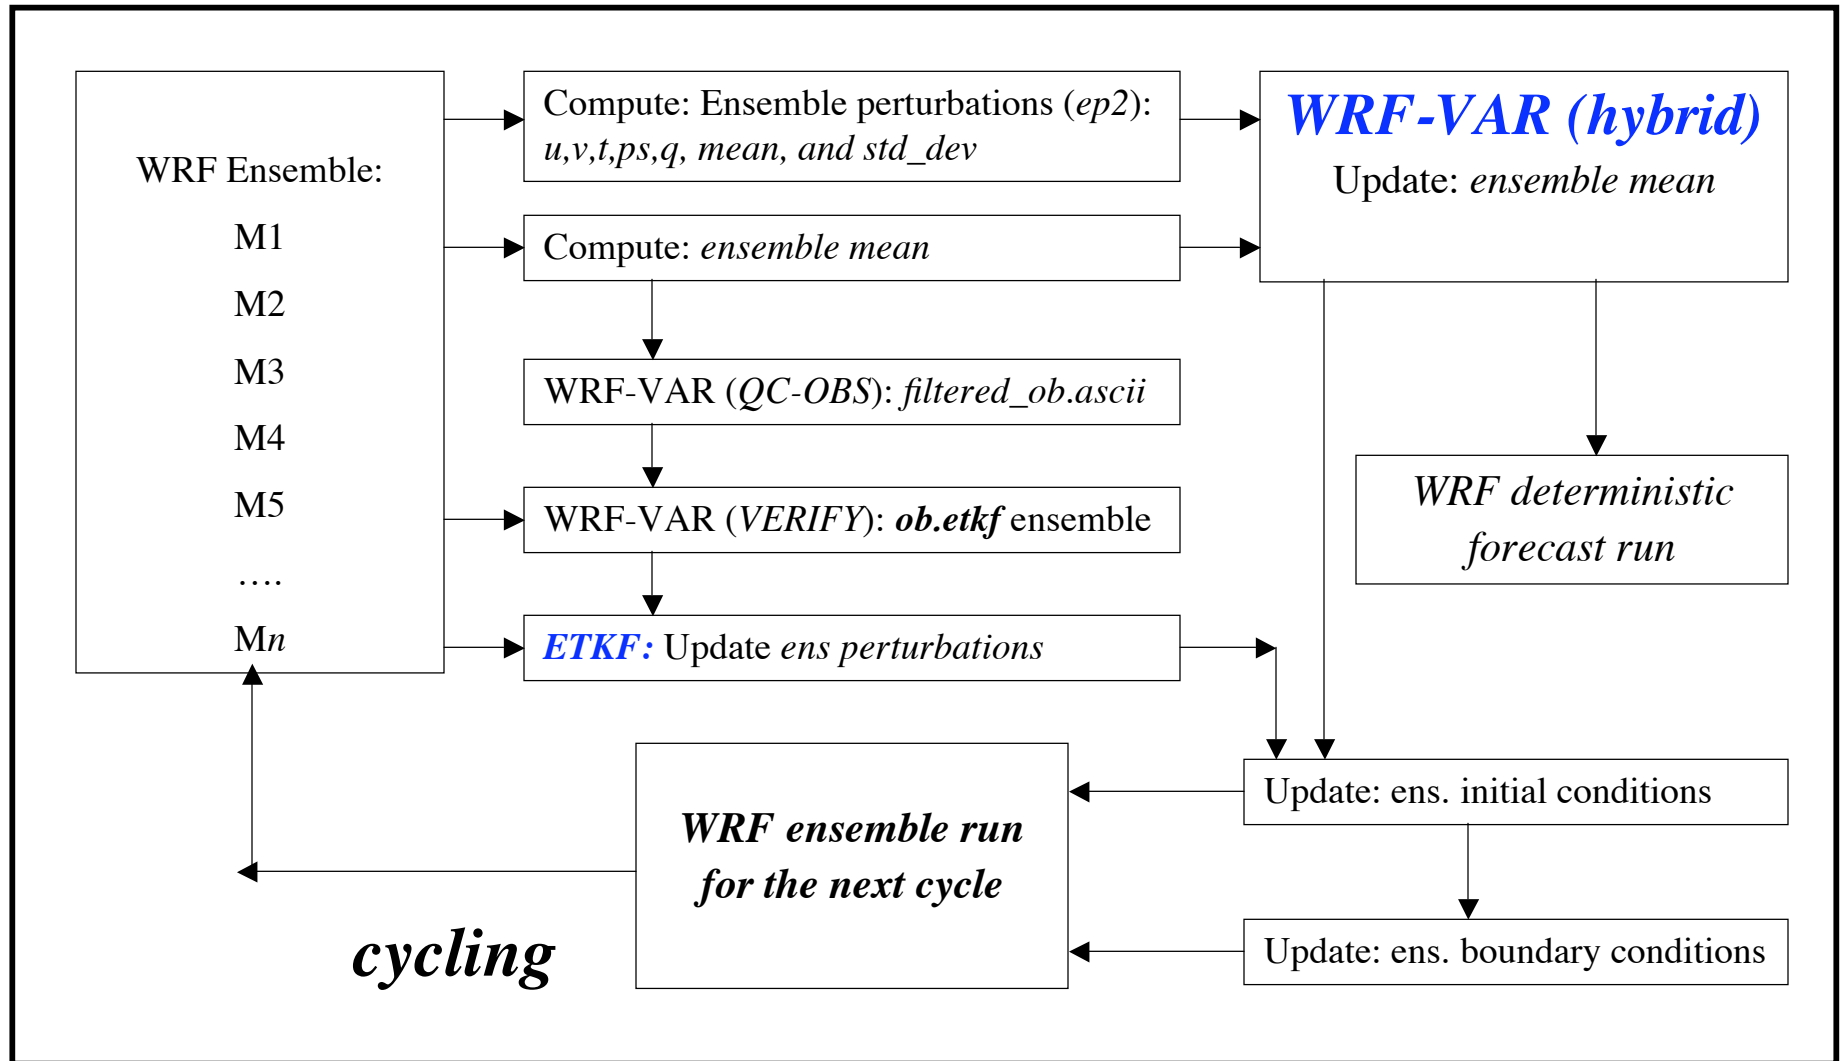 WRF Ensemble:
M1
M2
M3
M4
M5
….
Mn
Compute: Ensemble perturbations (ep2):
u,v,t,ps,q, mean, and std_dev
Compute: ensemble mean
WRF-VAR (QC-OBS): filtered_ob.ascii
WRF-VAR (VERIFY): ob.etkf ensemble
ETKF: Update ens perturbations
WRF-VAR (hybrid)
Update: ensemble mean
WRF deterministic
forecast run
Update: ens. initial conditions
Update: ens. boundary conditions
WRF ensemble run
for the next cycle
cycling